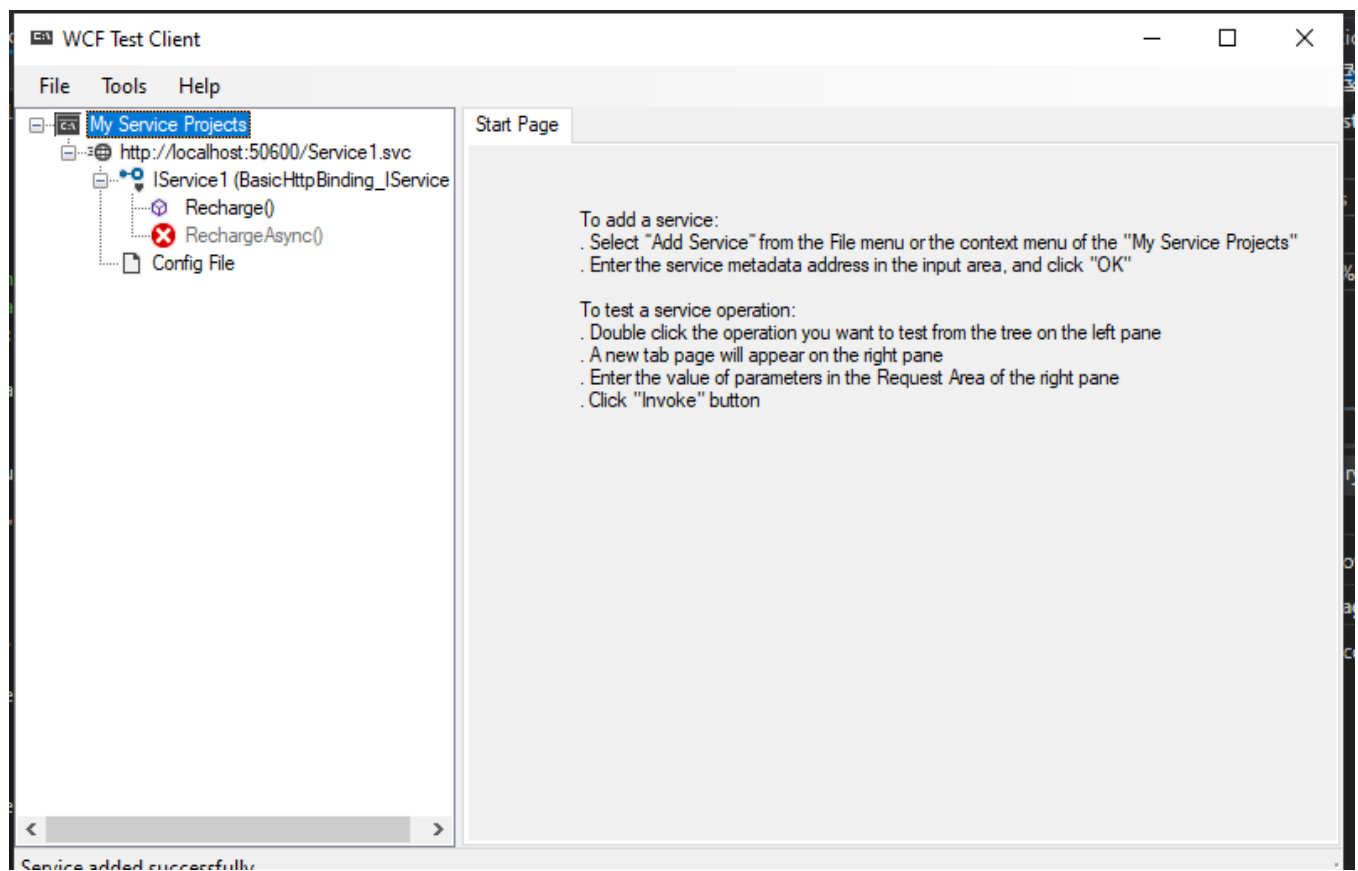 WCF Test Client
File Tools Help
My Service Projects
http://localhost:50600/Service1.svc
IService1 (BasicHttpBinding_IService
Recharge()
RechargeAsync()
Config File
Start Page
To add a service:
. Select "Add Service" from the File menu or the context menu of the "My Service Projects"
. Enter the service metadata address in the input area, and click "OK"
To test a service operation:
. Double click the operation you want to test from the tree on the left pane
. A new tab page will appear on the right pane
. Enter the value of parameters in the Request Area of the right pane
. Click "Invoke" button
Service added successfully.